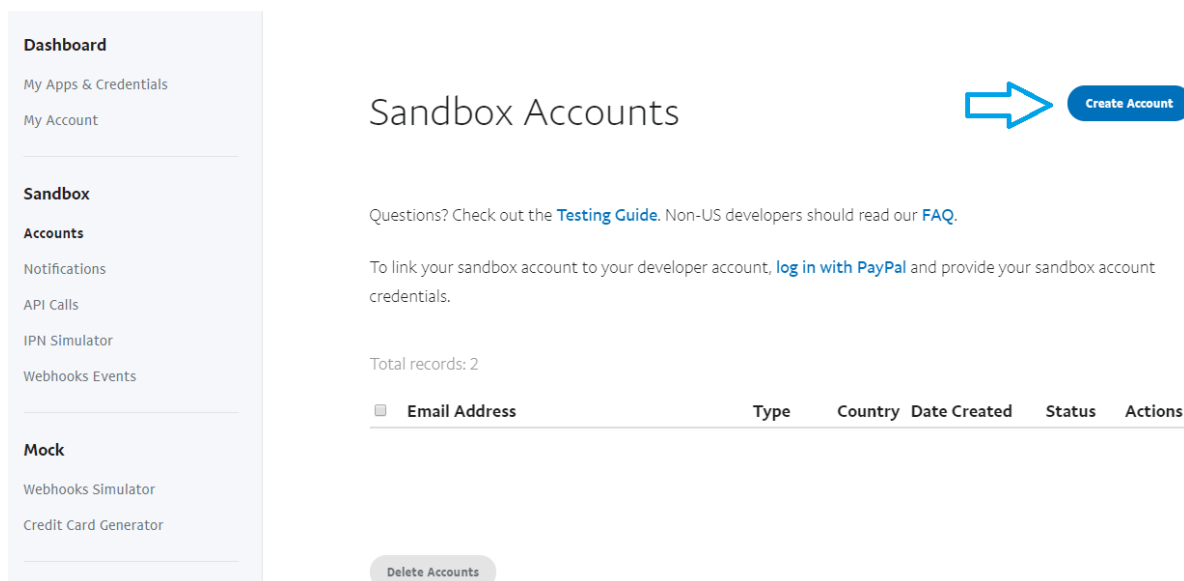 Dashboard
My Apps & Credentials
My Account
Sandbox
Accounts
Notifications
API Calls
IPN Simulator
Webhooks Events
Mock
Webhooks Simulator
Credit Card Generator
Sandbox Accounts
Create Account
Questions? Check out the Testing Guide. Non-US developers should read our FAQ.
To link your sandbox account to your developer account, log in with PayPal and provide your sandbox account
credentials.
Total records: 2
Email Address Type Country Date Created Status Actions
Delete Accounts